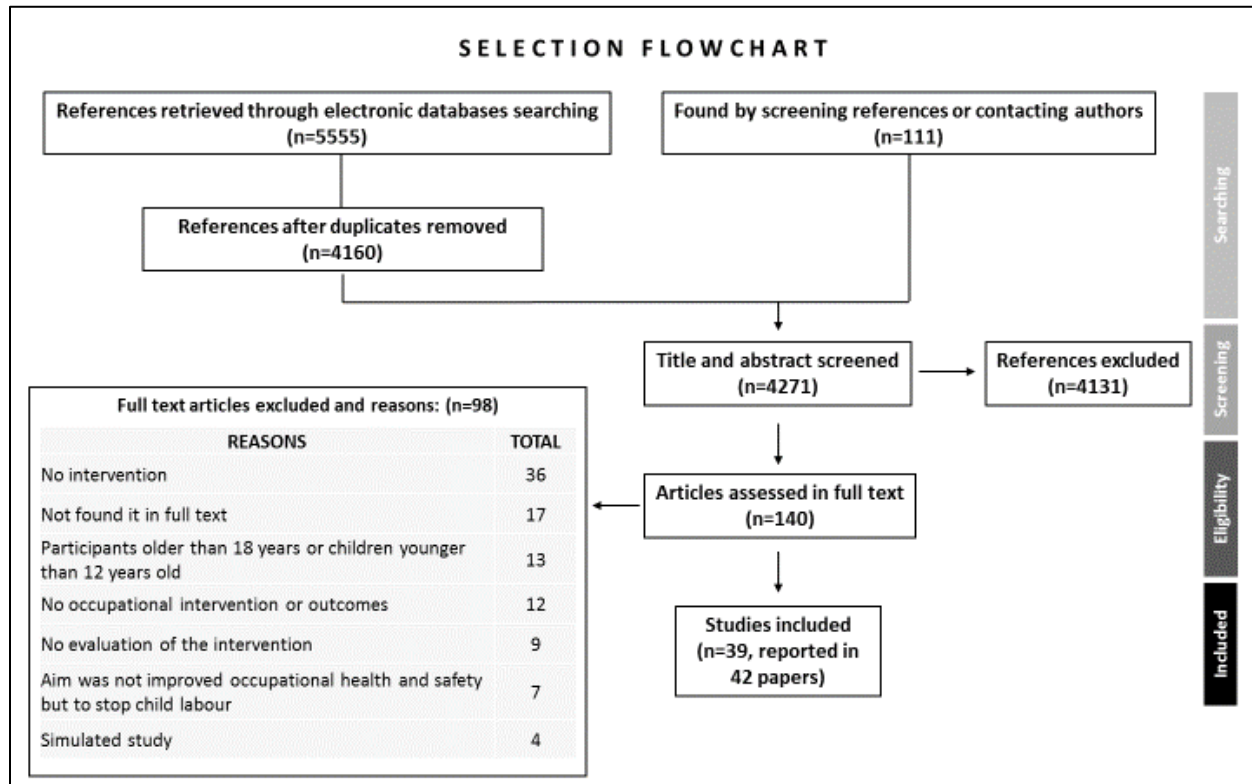 SELECTION FLOWCHART
References retrieved through electronic databases searching
(n=5555)
Found by screening references or contacting authors
(n=111)
References after duplicates removed
(n=4160)
Title and abstract screened
(n=4271)
References excluded
(n=4131)
Full text articles excluded and reasons: (n=98)
REASONS TOTAL
No intervention 36
Not found it in full text 17
Participants older than 18 years or children younger
than 12 years old 13
No occupational intervention or outcomes 12
No evaluation of the intervention 9
Aim was not improved occupational health and safety
but to stop child labour 7
Simulated study 4
Articles assessed in full text
(n=140)
Studies included
(n=39, reported in
42 papers)
Searching
Screening
Eligibility
Included